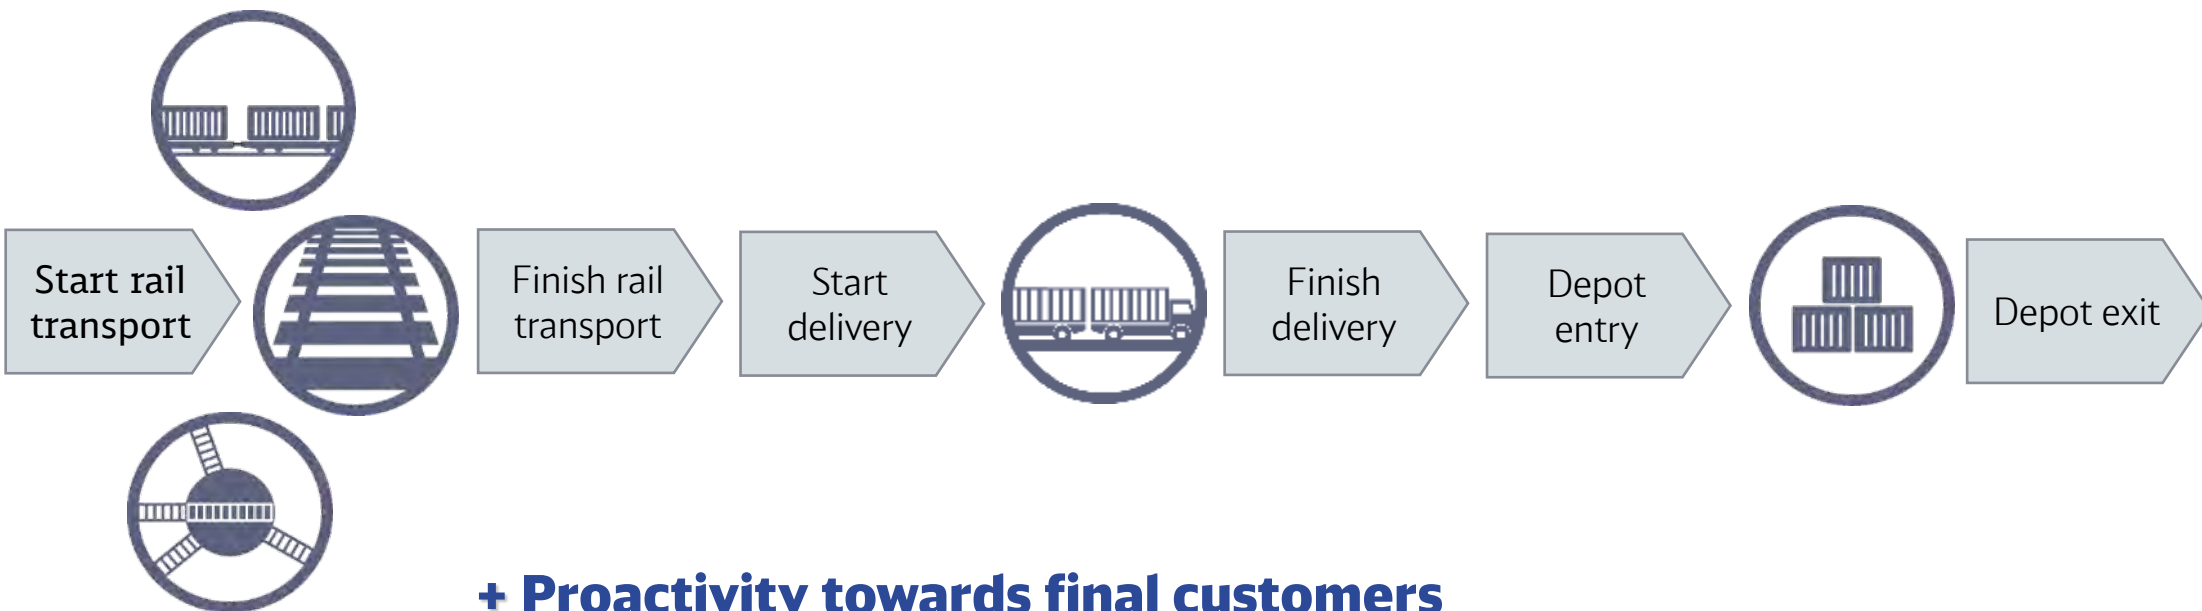 Start rail
transport
Finish rail
transport
Start
delivery
Finish
delivery
Depot
entry
Depot exit
+ Proactivity towards final customers